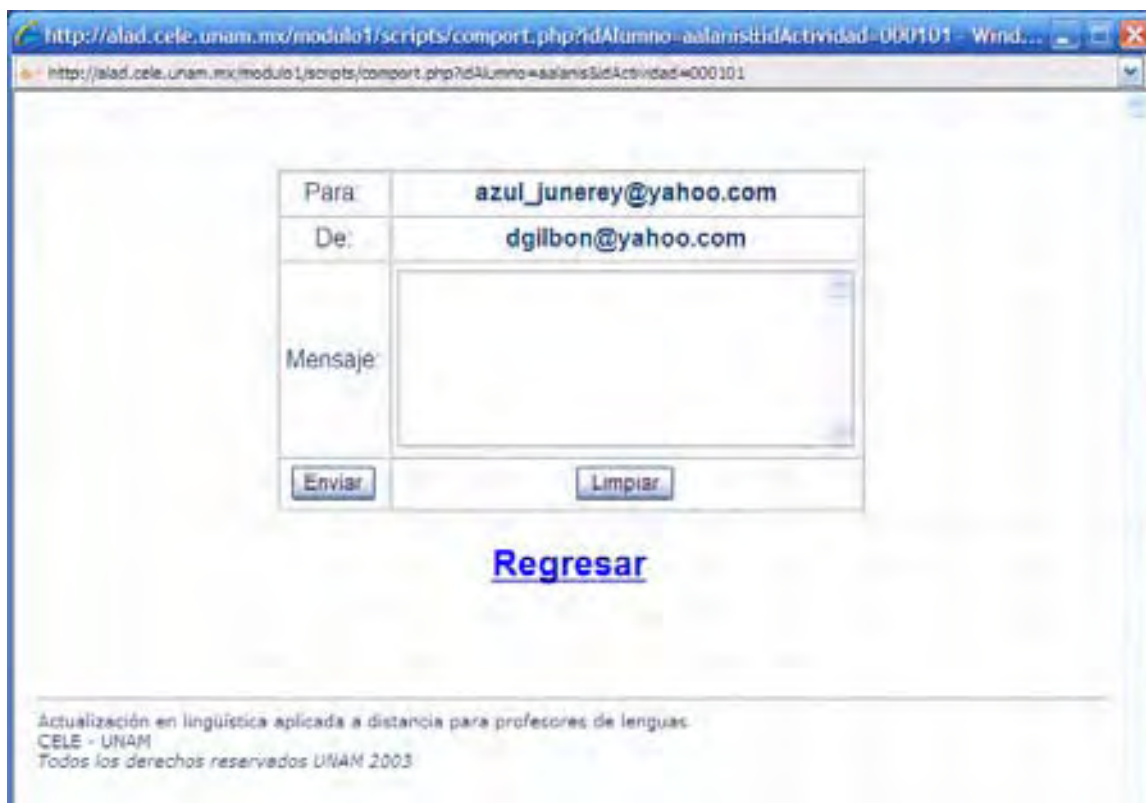 http://alad.cele.unam.mx/modulo1/scripts/comport.php?idAlumno=aalanis&idActividad=000101 - Wind...
http://alad.cele.unam.mx/modulo1/scripts/comport.php?idAlumno=aalanis&idActividad=000101
Para: azul_junerey@yahoo.com
De: dgilbon@yahoo.com
Mensaje:
Enviar Limpiar
Regresar
Actualización en lingüística aplicada a distancia para profesores de lenguas
CELE - UNAM
Todos los derechos reservados UNAM 2003